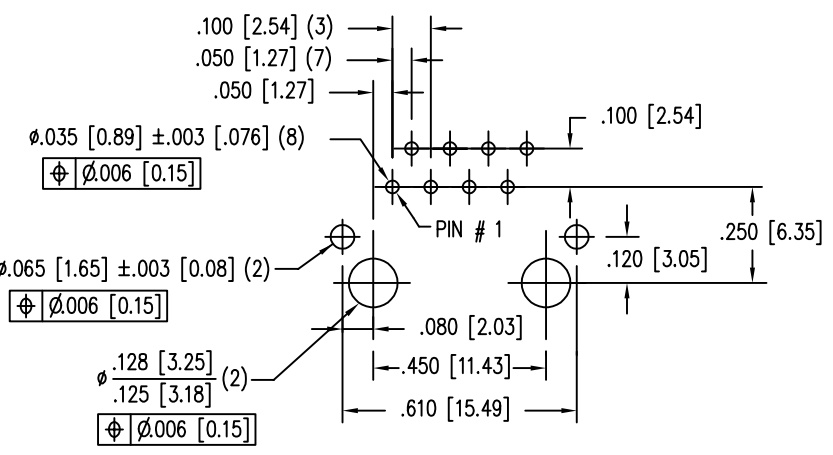 .100 [2.54] (3)
.050 [1.27] (7)
.050 [1.27]
.100 [2.54]
ø.035 [0.89] ±.003 [.076] (8)
⌖ Ø.006 [0.15]
PIN # 1
.250 [6.35]
.120 [3.05]
ø.065 [1.65] ±.003 [0.08] (2)
⌖ Ø.006 [0.15]
.080 [2.03]
ø .128 [3.25]
.125 [3.18] (2)
.450 [11.43]
.610 [15.49]
⌖ Ø.006 [0.15]